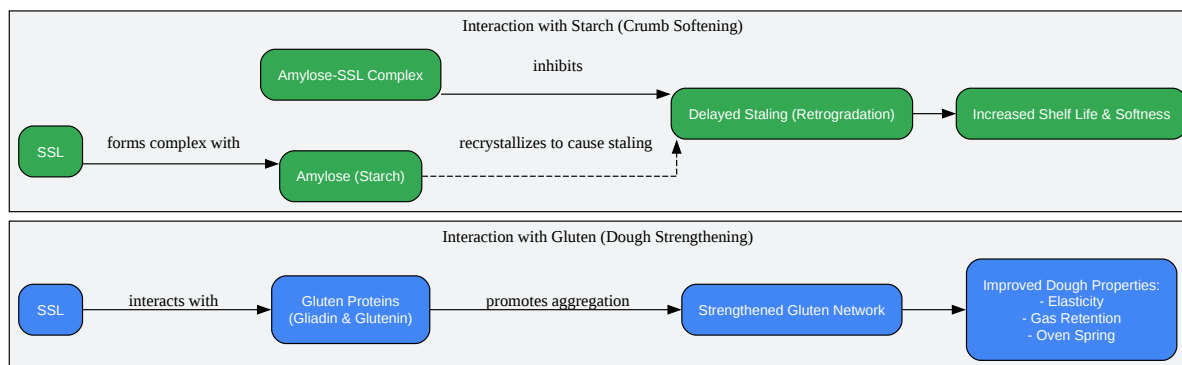 Interaction with Starch (Crumb Softening)
Amylose-SSL Complex
inhibits
Delayed Staling (Retrogradation)
Increased Shelf Life & Softness
SSL
forms complex with
Amylose (Starch)
recrystallizes to cause staling
Interaction with Gluten (Dough Strengthening)
SSL
interacts with
Gluten Proteins
(Gliadin & Glutenin)
promotes aggregation
Strengthened Gluten Network
Improved Dough Properties:
- Elasticity
- Gas Retention
- Oven Spring